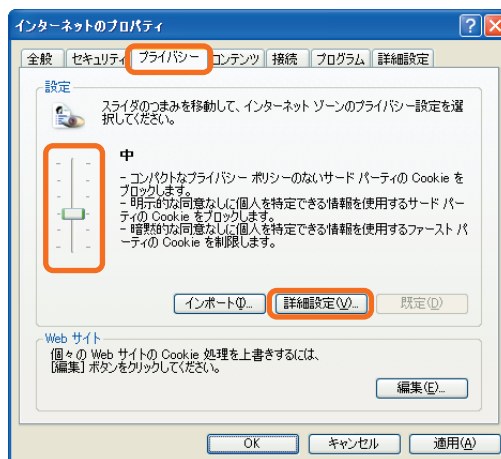 インターネットのプロパティ
全般 セキュリティ プライバシー コンテンツ 接続 プログラム 詳細設定
設定
スライダのつまみを移動して、インターネット ゾーンのプライバシー設定を選
択してください。
中
- コンパクトなプライバシー ポリシーのないサード パーティの Cookie を
ブロックします。
- 明示的な同意なしに個人を特定できる情報を使用するサード パー
ティの Cookie をブロックします。
- 暗黙的な同意なしに個人を特定できる情報を使用するファースト パ
ーティの Cookie を制限します。
インポート(I)... 詳細設定(V)... 既定(D)
Web サイト
個々の Web サイトの Cookie 処理を上書きするには、
[編集] ボタンをクリックしてください。
編集(E)...
OK キャンセル 適用(A)